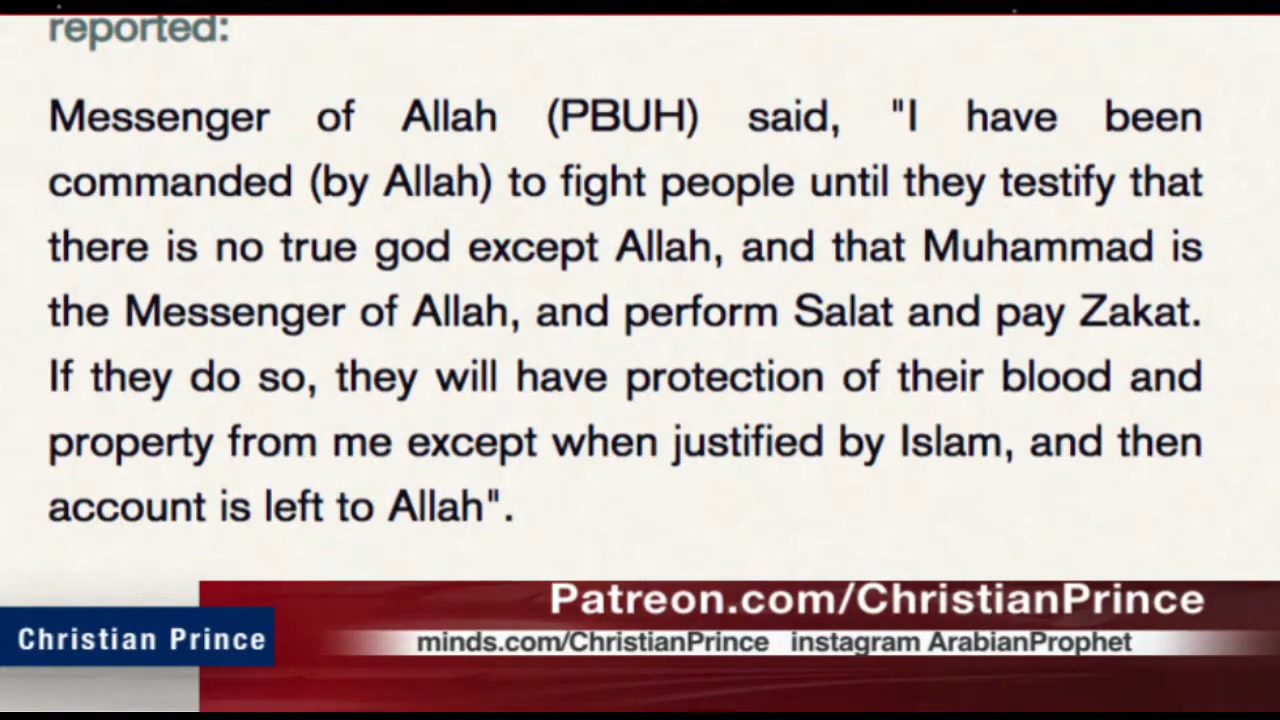 reported:
Messenger of Allah (PBUH) said, "I have been
commanded (by Allah) to fight people until they testify that
there is no true god except Allah, and that Muhammad is
the Messenger of Allah, and perform Salat and pay Zakat.
If they do so, they will have protection of their blood and
property from me except when justified by Islam, and then
account is left to Allah".
Patreon.com/ChristianPrince
Christian Prince
minds.com/ChristianPrince instagram ArabianProphet